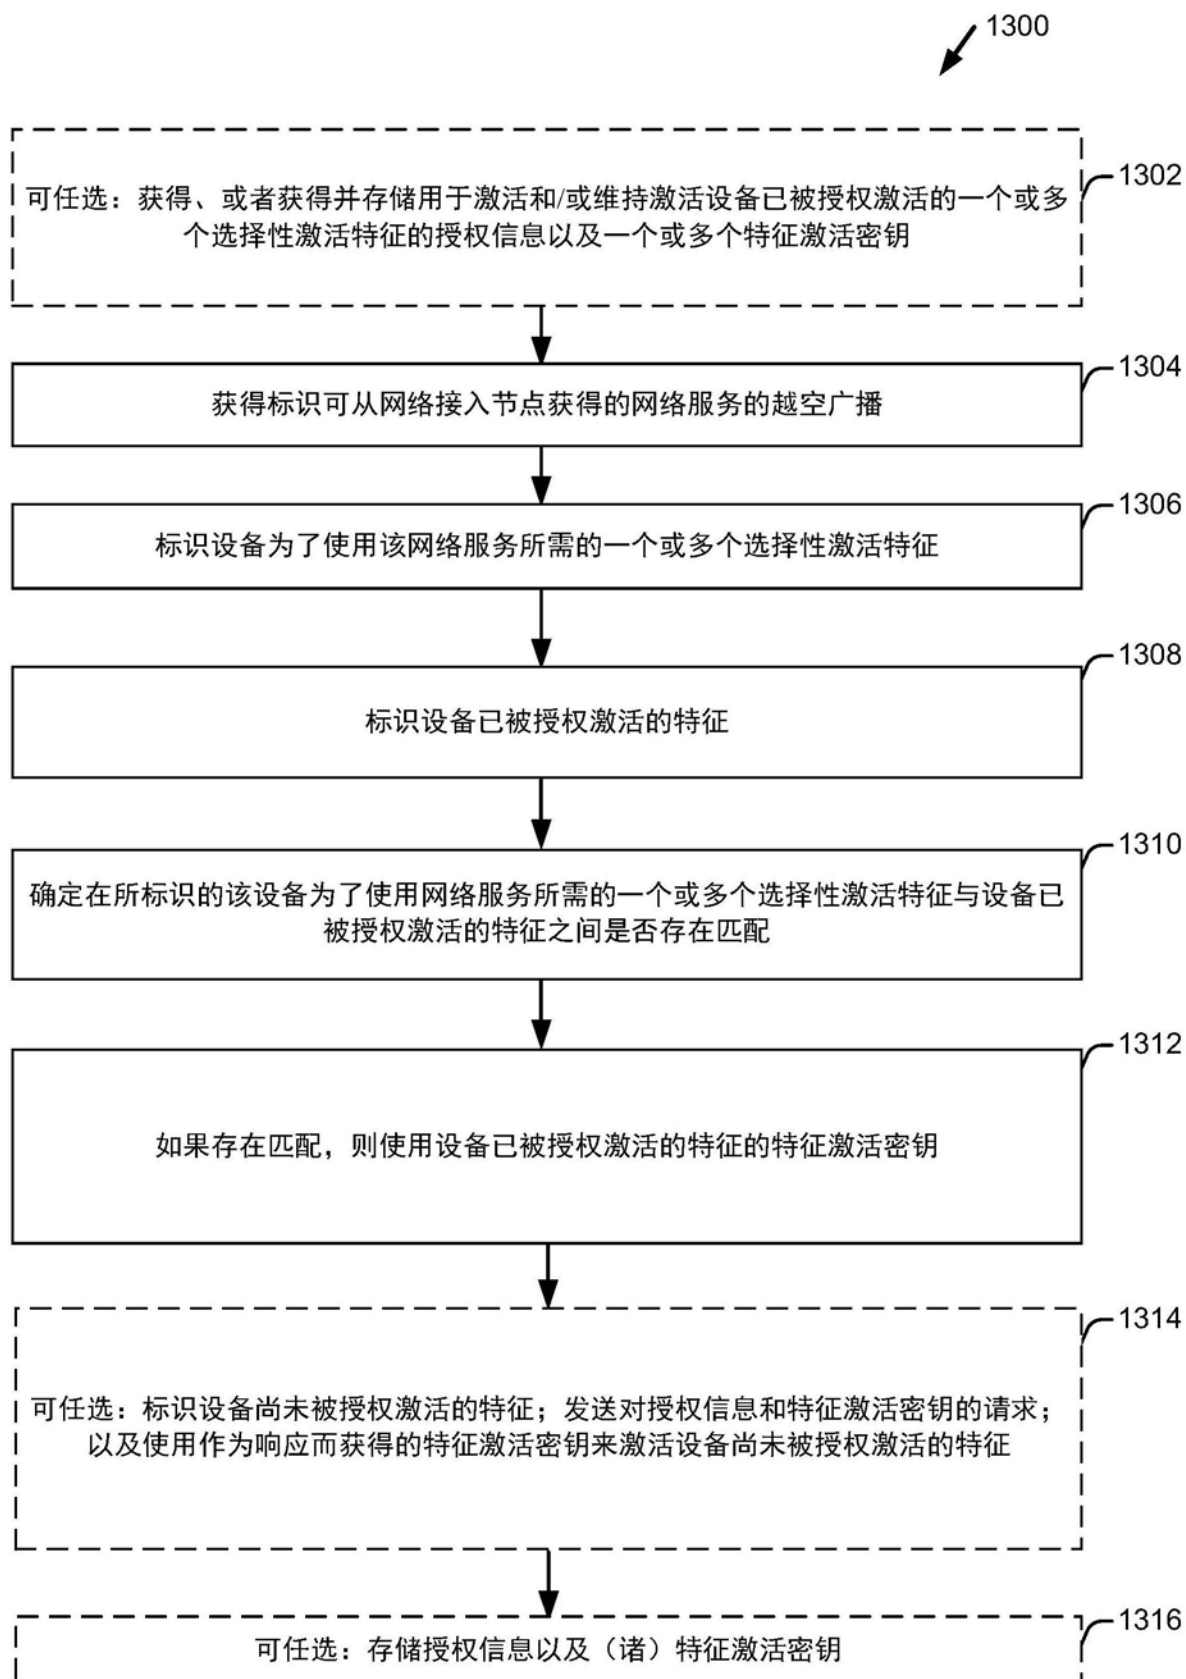 1300
可任选：获得、或者获得并存储用于激活和/或维持激活设备已被授权激活的一个或多
个选择性激活特征的授权信息以及一个或多个特征激活密钥
1302
获得标识可从网络接入节点获得的网络服务的越空广播
1304
标识设备为了使用该网络服务所需的一个或多个选择性激活特征
1306
标识设备已被授权激活的特征
1308
确定在所标识的该设备为了使用网络服务所需的一个或多个选择性激活特征与设备已
被授权激活的特征之间是否存在匹配
1310
如果存在匹配，则使用设备已被授权激活的特征的特征激活密钥
1312
可任选：标识设备尚未被授权激活的特征；发送对授权信息和特征激活密钥的请求；
以及使用作为响应而获得的特征激活密钥来激活设备尚未被授权激活的特征
1314
可任选：存储授权信息以及（诸）特征激活密钥
1316